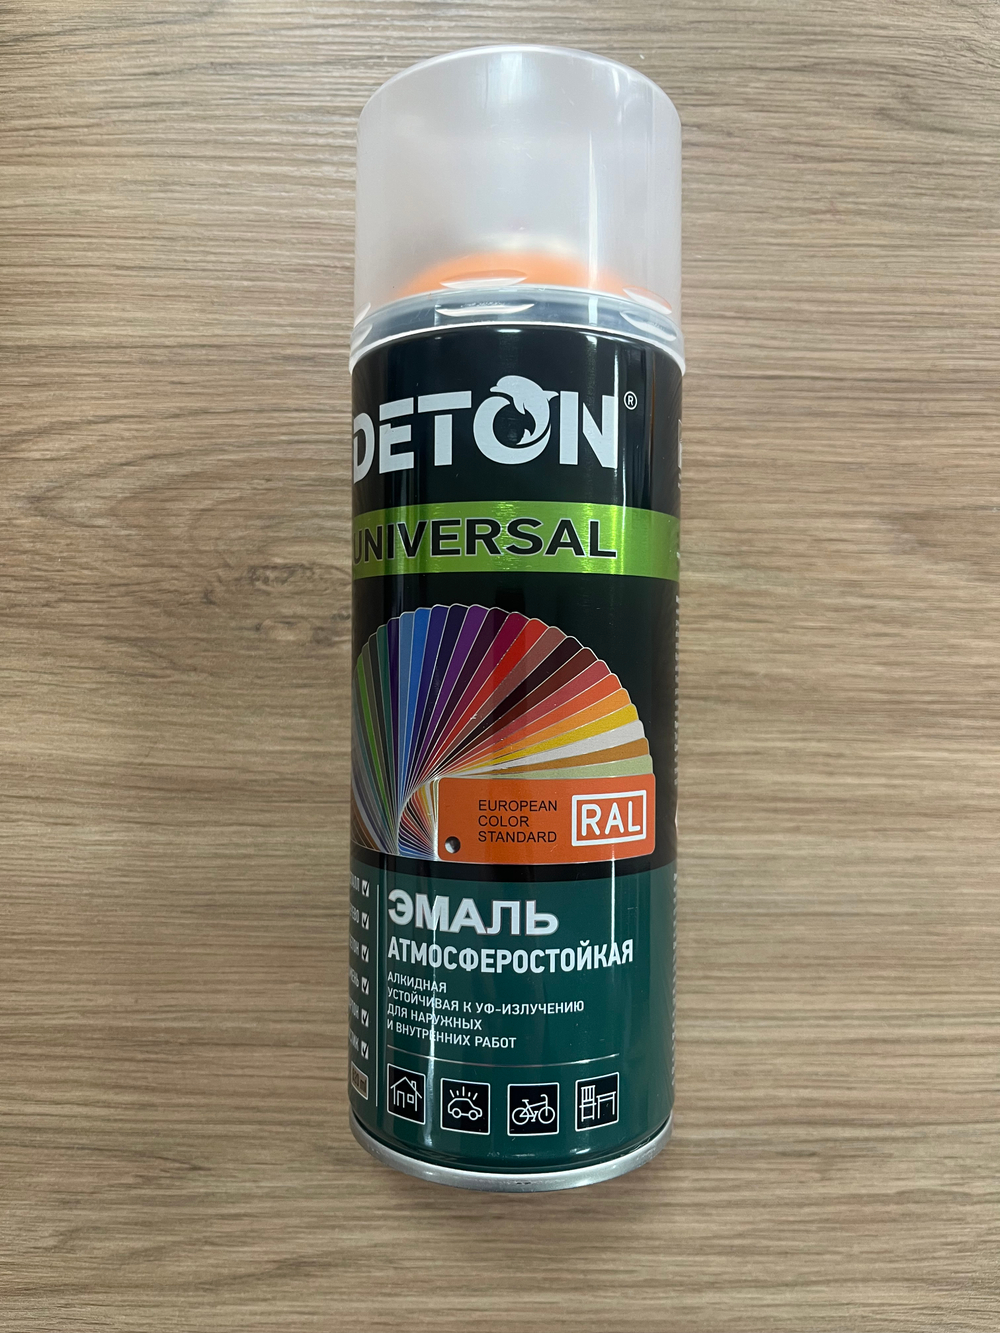 DETON®
UNIVERSAL
EUROPEAN
COLOR
STANDARD
RAL
ЭМАЛЬ
АТМОСФЕРОСТОЙКАЯ
АЛКИДНАЯ
УСТОЙЧИВАЯ К УФ-ИЗЛУЧЕНИЮ
ДЛЯ НАРУЖНЫХ
И ВНУТРЕННИХ РАБОТ